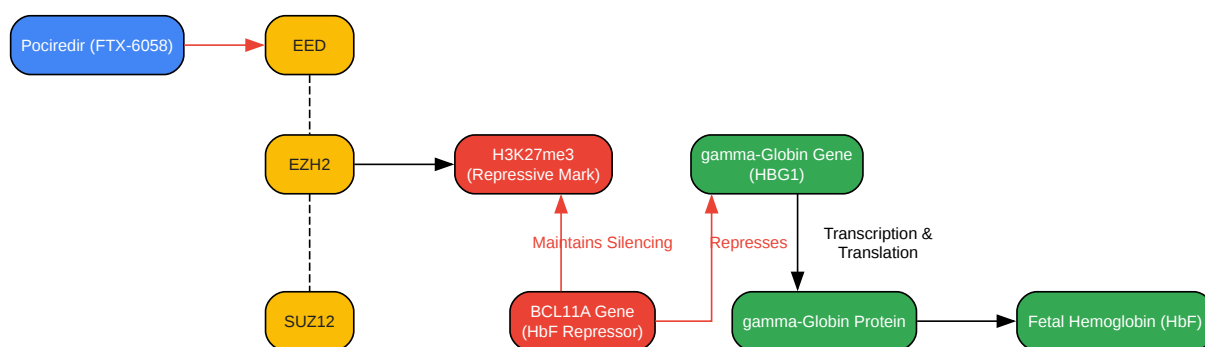 Pociredir (FTX-6058)
EED
EZH2
H3K27me3
(Repressive Mark)
gamma-Globin Gene
(HBG1)
Maintains Silencing
Represses
Transcription &
Translation
SUZ12
BCL11A Gene
(HbF Repressor)
gamma-Globin Protein
Fetal Hemoglobin (HbF)